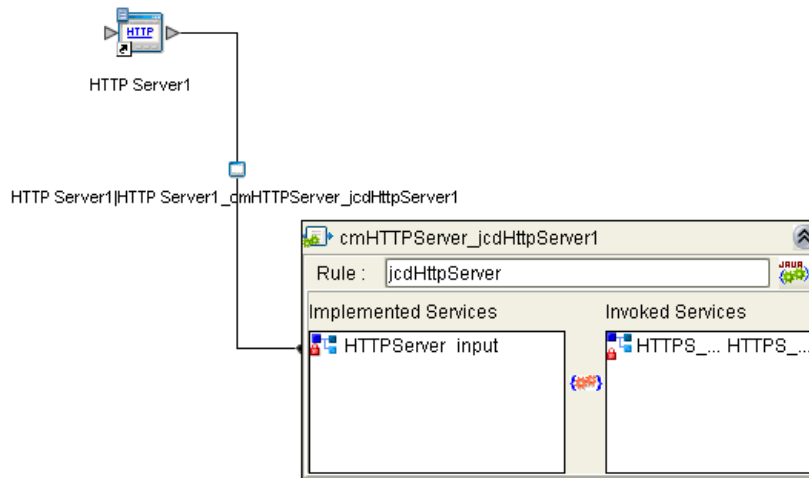 HTTP
HTTP Server1
HTTP Server1|HTTP Server1_cmHTTPServer_jcdHttpServer1
cmHTTPServer_jcdHttpServer1
Rule : jcdHttpServer
JAVA
Implemented Services Invoked Services
HTTPServer input HTTPS_... HTTPS_...